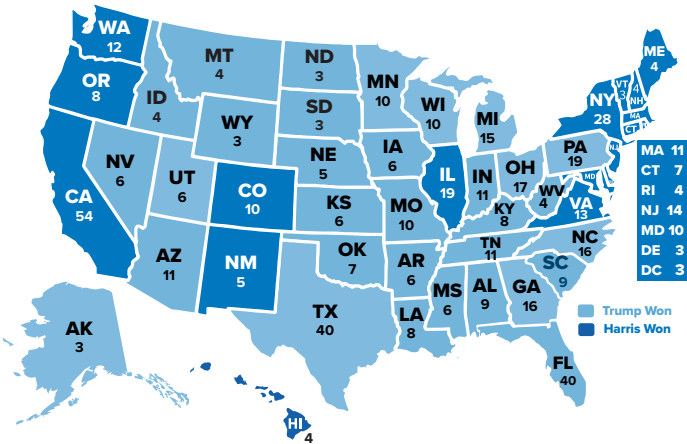 WA
12
ME
4
MT
4
ND
3
VT
3
4
NH
OR
8
MN
10
ID
4
SD
3
WI
10
MI
15
NY
28
MA
CT
WY
3
IA
6
PA
19
NJ
NE
5
NV
6
UT
6
CO
10
IL
19
IN
11
OH
17
MD
WV
4
VA
13
CA
54
KS
6
MO
10
KY
8
MA 11
CT 7
RI 4
NJ 14
MD 10
DE 3
DC 3
AZ
11
NM
5
OK
7
AR
6
TN
11
NC
16
SC
9
MS
6
AL
9
GA
16
TX
40
LA
8
AK
3
FL
40
HI
4
Trump Won
Harris Won